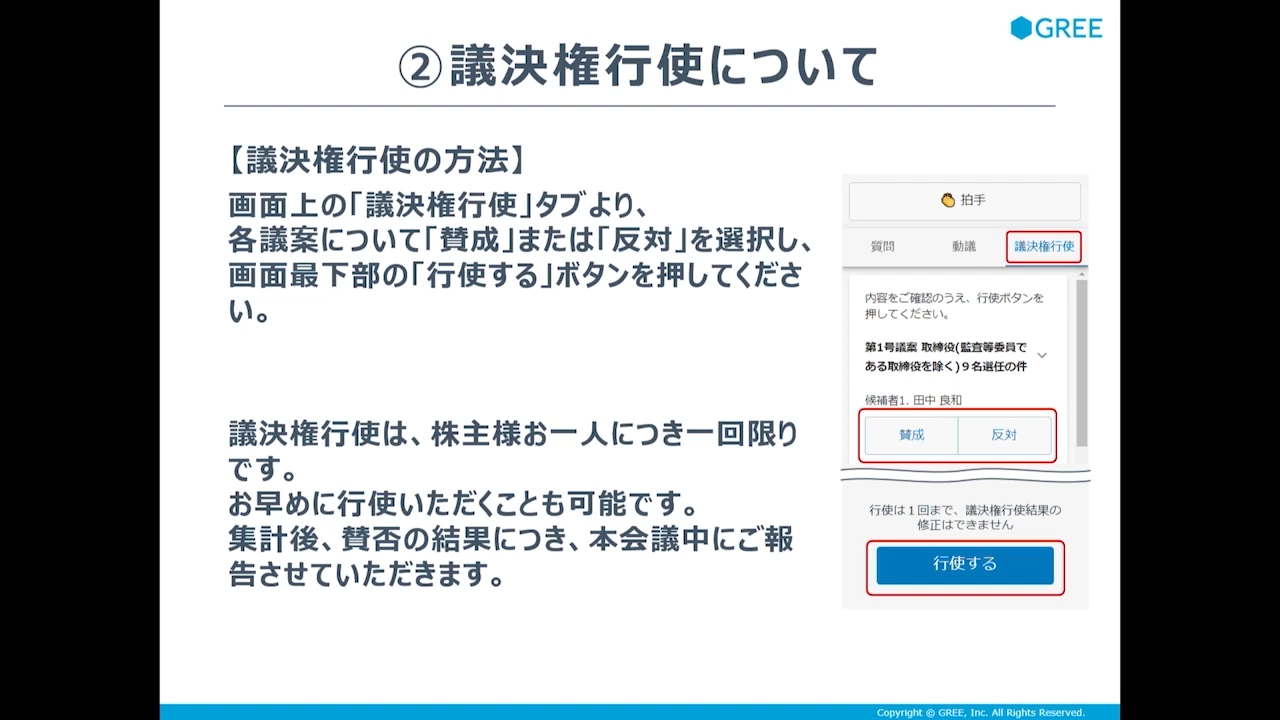 GREE
②議決権行使について
【議決権行使の方法】
画面上の「議決権行使」タブより、
各議案について「賛成」または「反対」を選択し、
画面最下部の「行使する」ボタンを押してくださ
い。
議決権行使は、株主様お一人につき一回限り
です。
お早めに行使いただくことも可能です。
集計後、賛否の結果につき、本会議中にご報
告させていただきます。
拍手
質問 動議 議決権行使
内容をご確認のうえ、行使ボタンを
押してください。
第1号議案 取締役(監査等委員で
ある取締役を除く)９名選任の件
候補者1. 田中 良和
賛成 反対
行使は１回まで、議決権行使結果の
修正はできません
行使する
Copyright © GREE, Inc. All Rights Reserved.